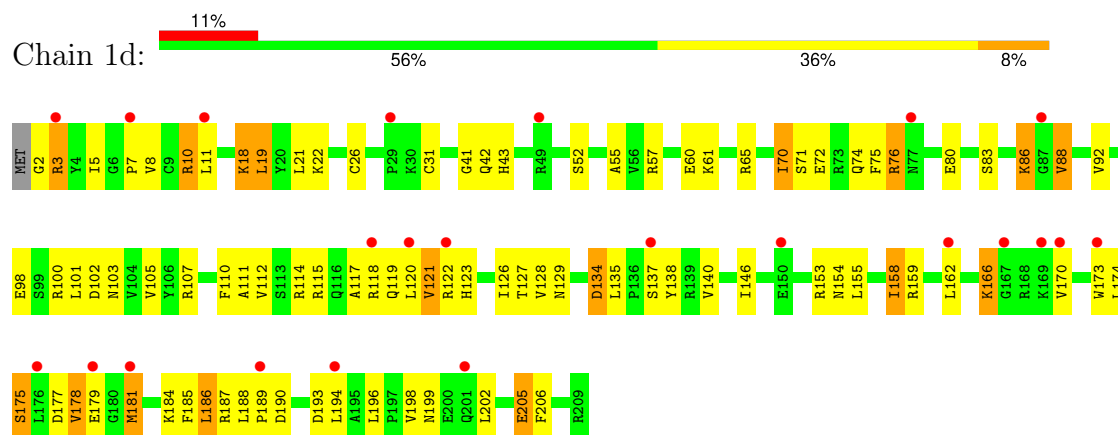 11%
Chain 1d:
56% 36% 8%
MET G2 R3 Y4 I5 G6 P7 V8 C9 R10 L11 K18 L19 Y20 L21 K22 C26 P29 K30 C31 G41 Q42 H43 R49 S52 A55 V56 R57 E60 K61 R65 I70 S71 E72 R73 Q74 F75 R76 N77 E80 S83 K86 G87 V88 V92
E98 S99 R100 L101 D102 N103 V104 V105 Y106 R107 F110 A111 V112 S113 R114 R115 Q116 A117 R118 Q119 L120 V121 R122 H123 I126 T127 V128 N129 D134 L135 P136 S137 Y138 R139 V140 I146 E150 R153 N154 L155 I158 R159 L162 K166 G167 R168 K169 V170 W173 L174
S175 L176 D177 V178 E179 G180 M181 K184 F185 L186 R187 L188 P189 D190 D193 L194 A195 L196 P197 V198 N199 E200 Q201 L202 E205 F206 R209